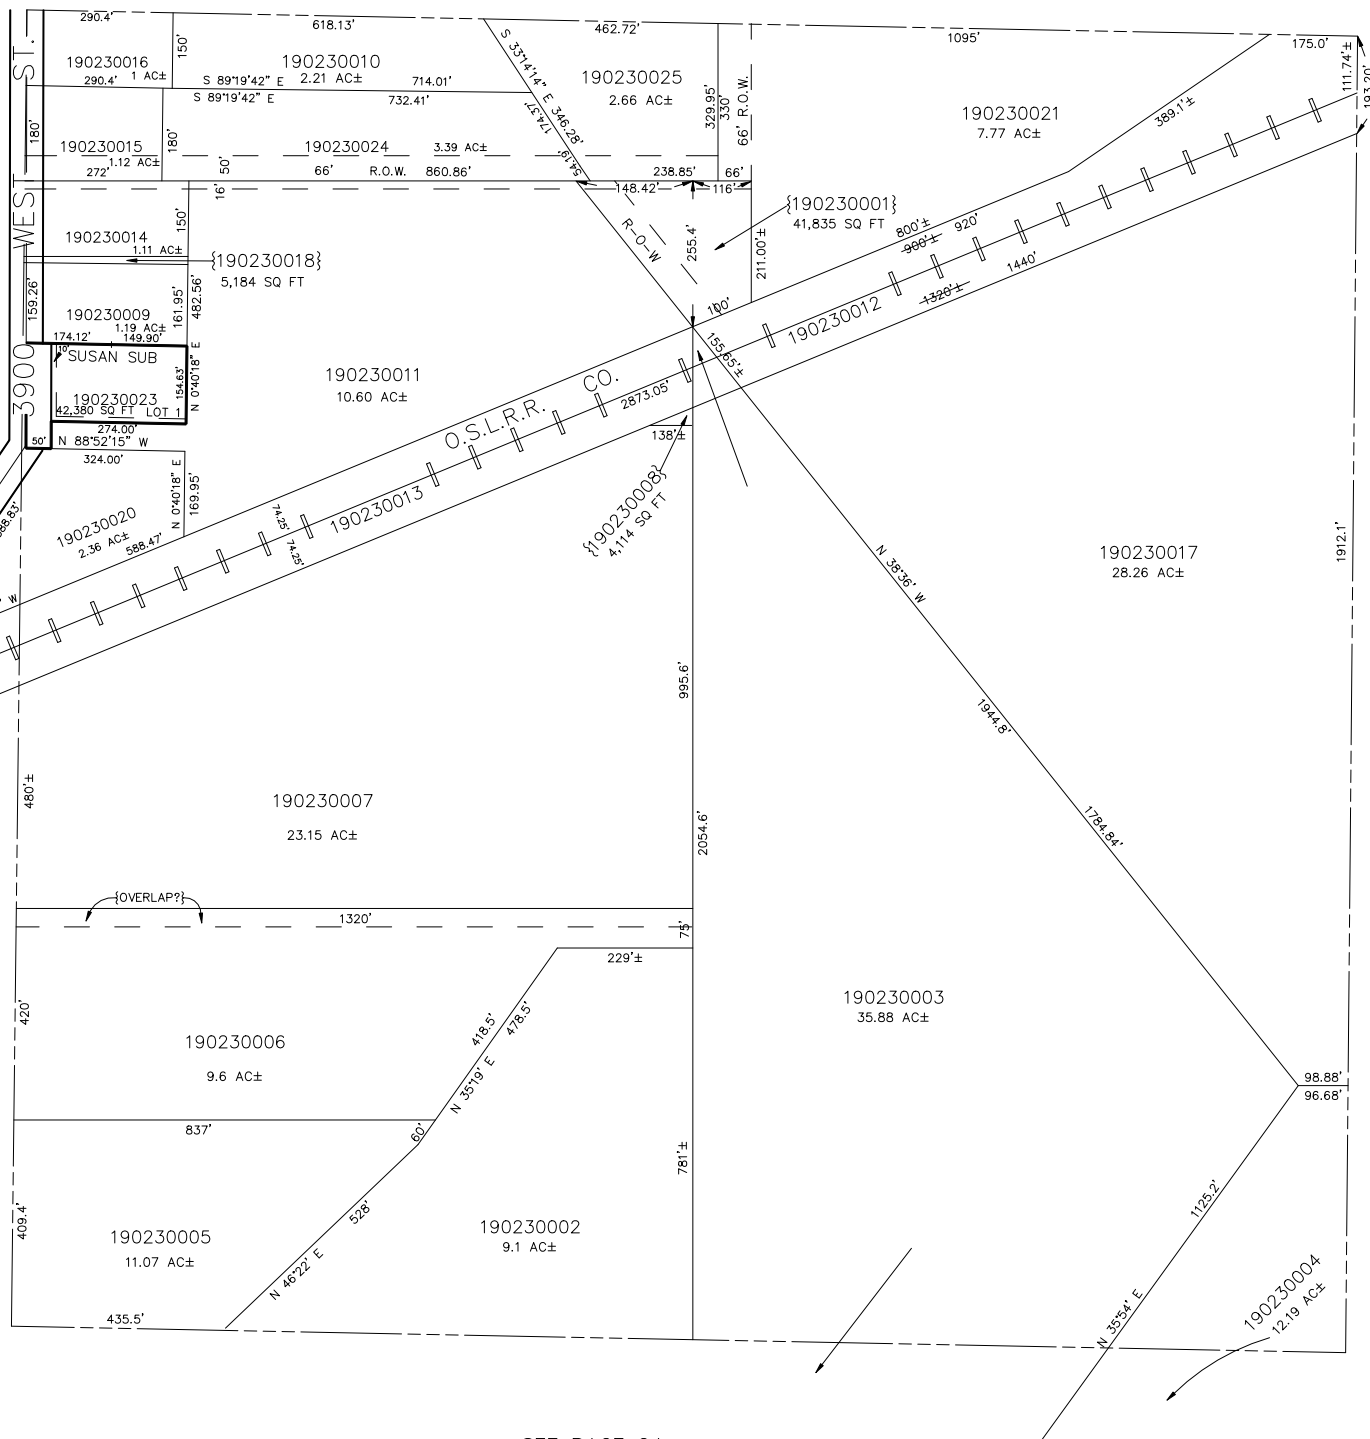 290.4'
618.13'
462.72'
1095'
175.0'
3900 WEST ST.
150'
190230016
1 AC±
290.4'
190230010
2.21 AC±
S 89°19'42" E
714.01'
S 89°19'42" E
732.41'
S 33°14'14" E 346.28'
174.37'
54.19'
190230025
2.66 AC±
329.95'
330'
66' R.O.W.
190230021
7.77 AC±
389.1'±
111.74'±
193.20'
180'
190230015
1.12 AC±
272'
180'
190230024
3.39 AC±
16'
50'
66'
R.O.W.
860.86'
238.85'
66'
148.42'
116'
{190230001}
41,835 SQ FT
R-O-W
255.4'
211.00'±
800'±
900'±
920'
1440'
1320'±
150'
190230014
1.11 AC±
{190230018}
5,184 SQ FT
159.26'
190230009
1.19 AC±
161.95'
482.56'
174.12'
149.90'
10'
SUSAN SUB
190230023
42,380 SQ FT
LOT 1
154.63'
N 0°40'18" E
274.00'
50'
N 88°52'15" W
324.00'
N 0°40'18" E
169.95'
190230011
10.60 AC±
100'
155.65'±
190230012
O.S.L.R.R. CO.
2873.05'
138'±
{190230008}
4,114 SQ FT
190230013
74.25'
74.25'
190230020
2.36 AC±
588.47'
88.83'
W
190230017
28.26 AC±
1912.1'
N 38°36' W
1944.8'
1784.84'
995.6'
2054.6'
480'±
190230007
23.15 AC±
{OVERLAP?}
1320'
75'
229'±
420'
190230006
9.6 AC±
418.5'
478.5'
N 35°19' E
190230003
35.88 AC±
98.88'
96.68'
837'
60'
781'±
409.4'
190230005
11.07 AC±
528'
N 46°22' E
190230002
9.1 AC±
1125.2'
N 35°54' E
190230004
12.19 AC±
435.5'